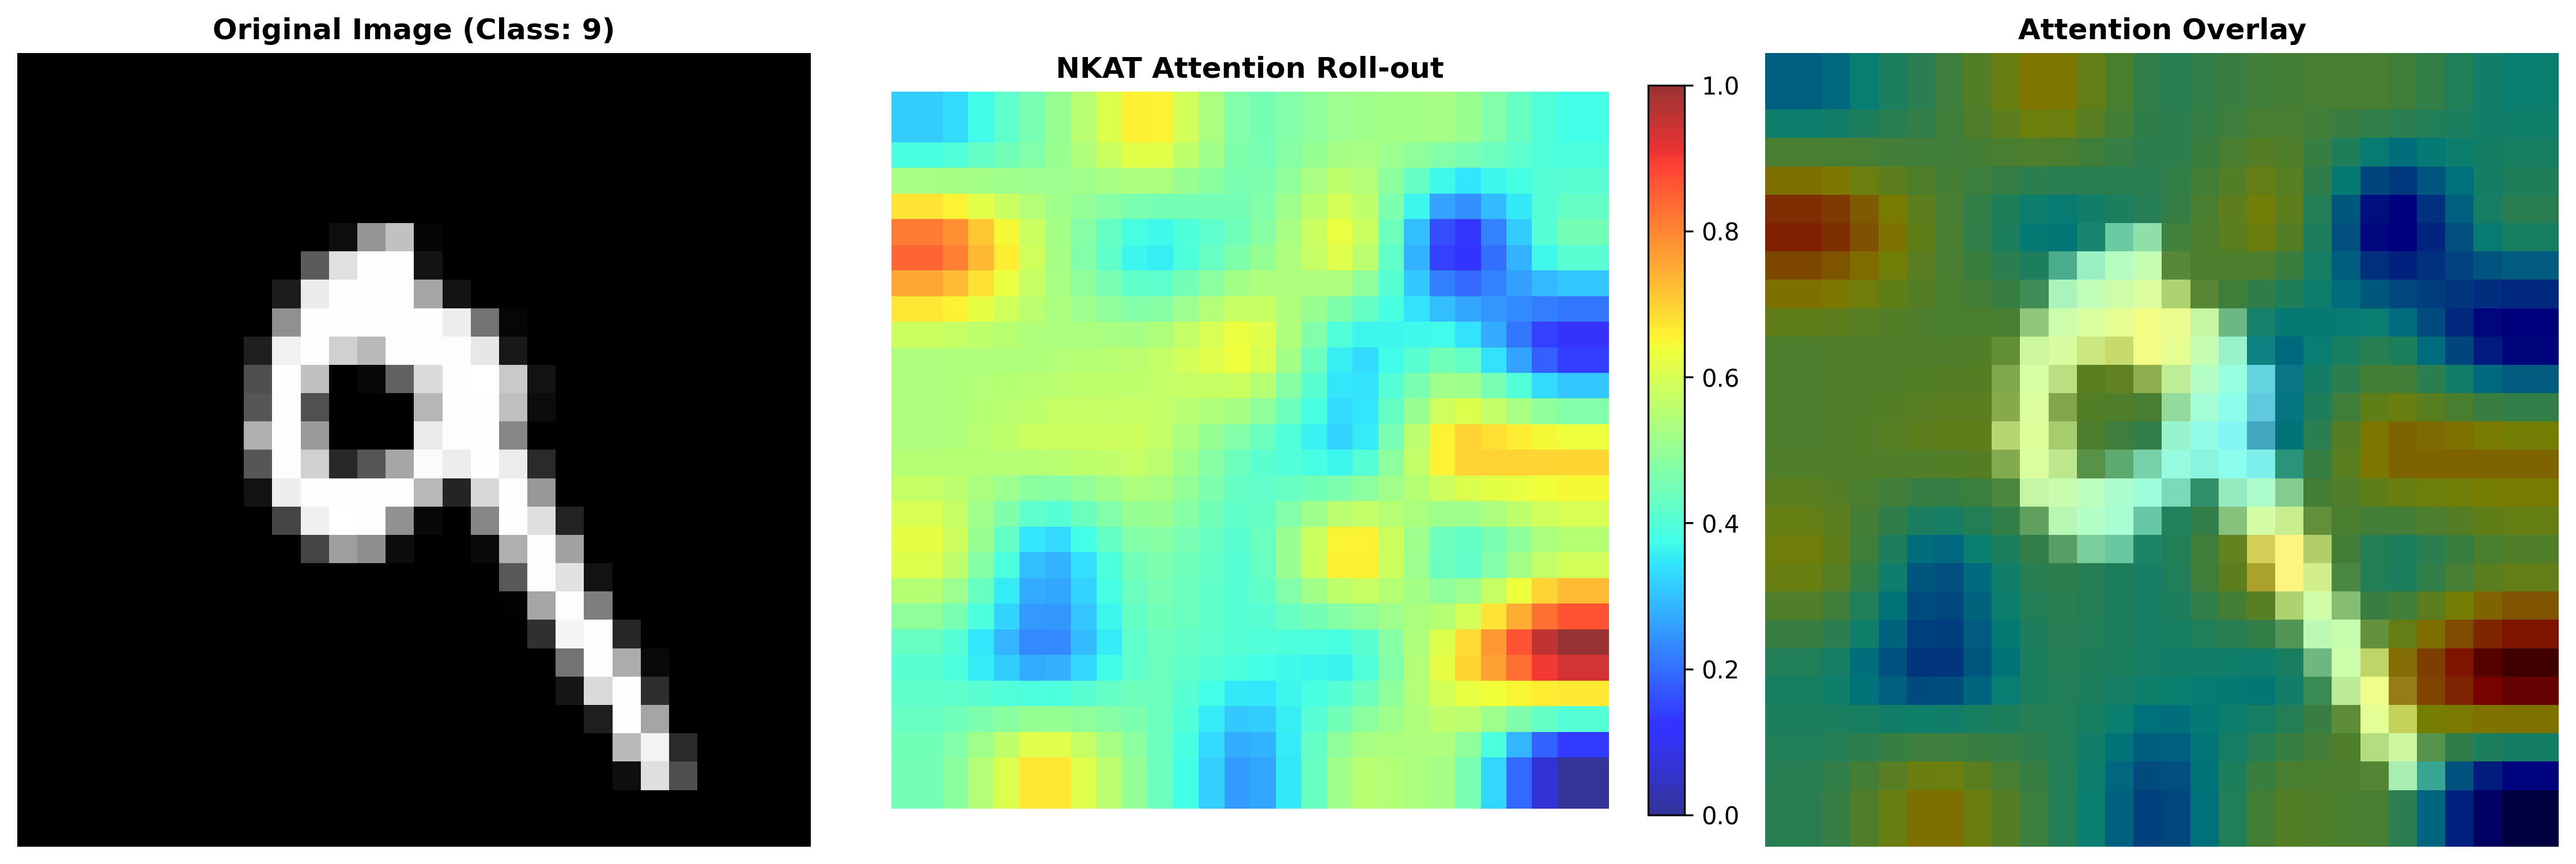 Original Image (Class: 9)
NKAT Attention Roll-out
1.0
0.8
0.6
0.4
0.2
0.0
Attention Overlay